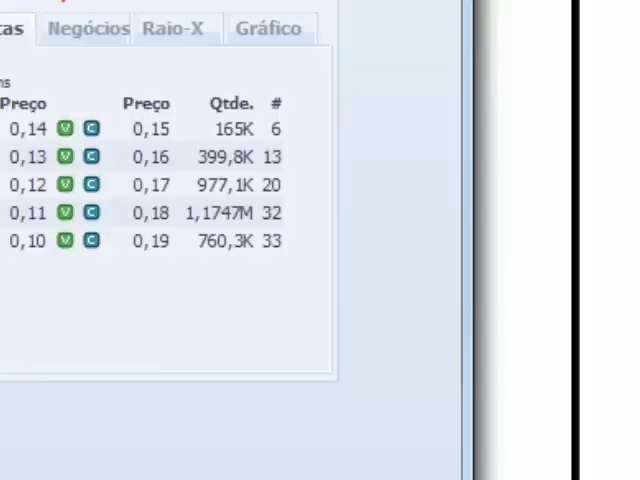 tas Negócios Raio-X Gráfico
ns
Preço Preço Qtde. #
0,14 V C 0,15 165K 6
0,13 V C 0,16 399,8K 13
0,12 V C 0,17 977,1K 20
0,11 V C 0,18 1,1747M 32
0,10 V C 0,19 760,3K 33